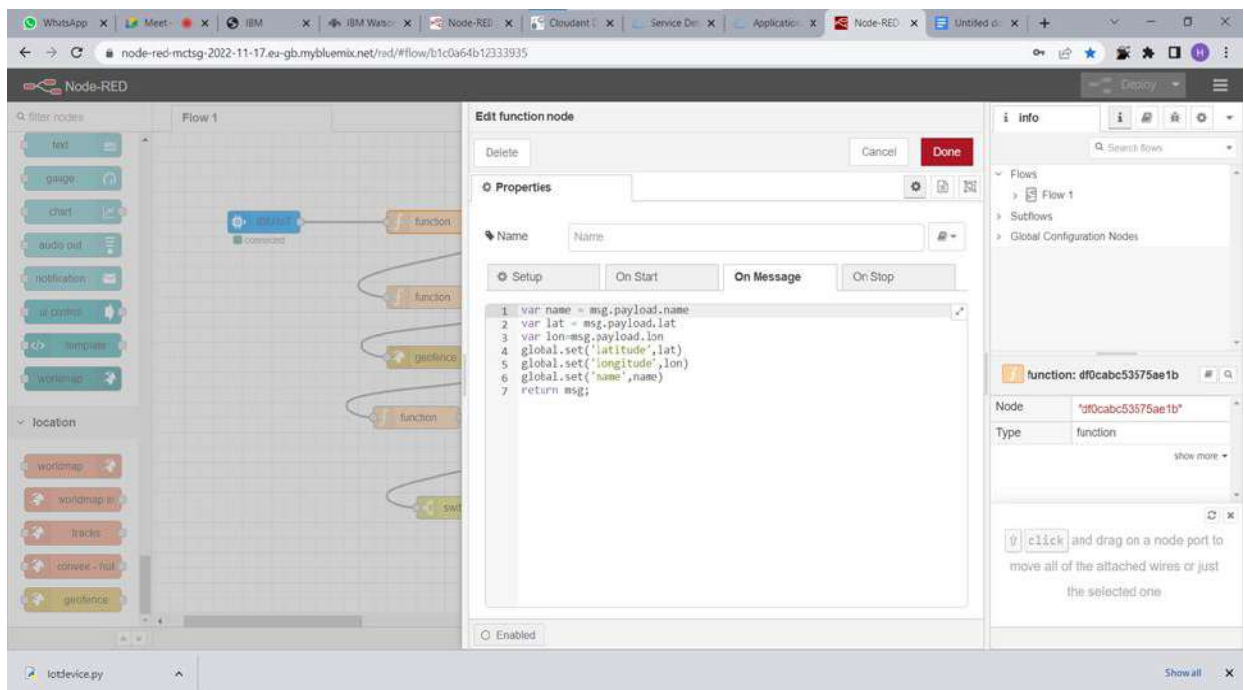 WhatsApp
Meet -
IBM
IBM Watso
Node-RED
Cloudant
Service De
Application
Node-RED
Untitled d
node-red-mctsg-2022-11-17.eu-gb.mybluemix.net/red/#flow/b1c0a64b12333935
H
Node-RED
Deploy
filter nodes
Flow 1
text
gauge
chart
audio out
notification
ui control
template
worldmap
location
worldmap
worldmap in
tracks
convex - hull
geofence
IBM IoT
connected
function
function
geofence
function
swit
Edit function node
Delete
Cancel
Done
Properties
Name
Name
Setup
On Start
On Message
On Stop
1 var name = msg.payload.name
2 var lat = msg.payload.lat
3 var lon=msg.payload.lon
4 global.set('latitude',lat)
5 global.set('longitude',lon)
6 global.set('name',name)
7 return msg;
Enabled
i info
i
Search flows
Flows
Flow 1
Subflows
Global Configuration Nodes
function: df0cabc53575ae1b
Node
"df0cabc53575ae1b"
Type
function
show more
click and drag on a node port to
move all of the attached wires or just
the selected one
Iotdevice.py
Show all